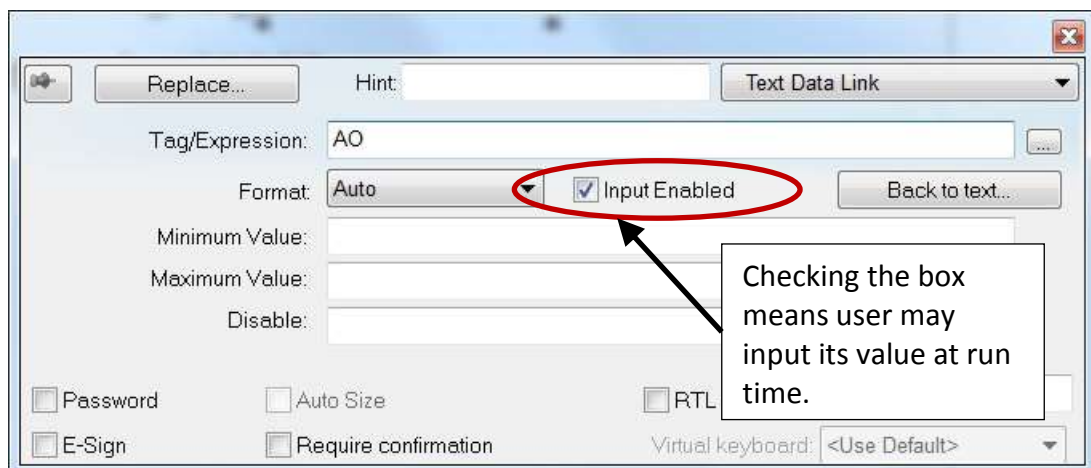 Replace...
Hint:
Text Data Link
Tag/Expression:
AO
...
Format:
Auto
Input Enabled
Back to text...
Minimum Value:
Maximum Value:
Disable:
Checking the box
means user may
input its value at run
time.
Password
Auto Size
RTL
E-Sign
Require confirmation
Virtual keyboard:
<Use Default>